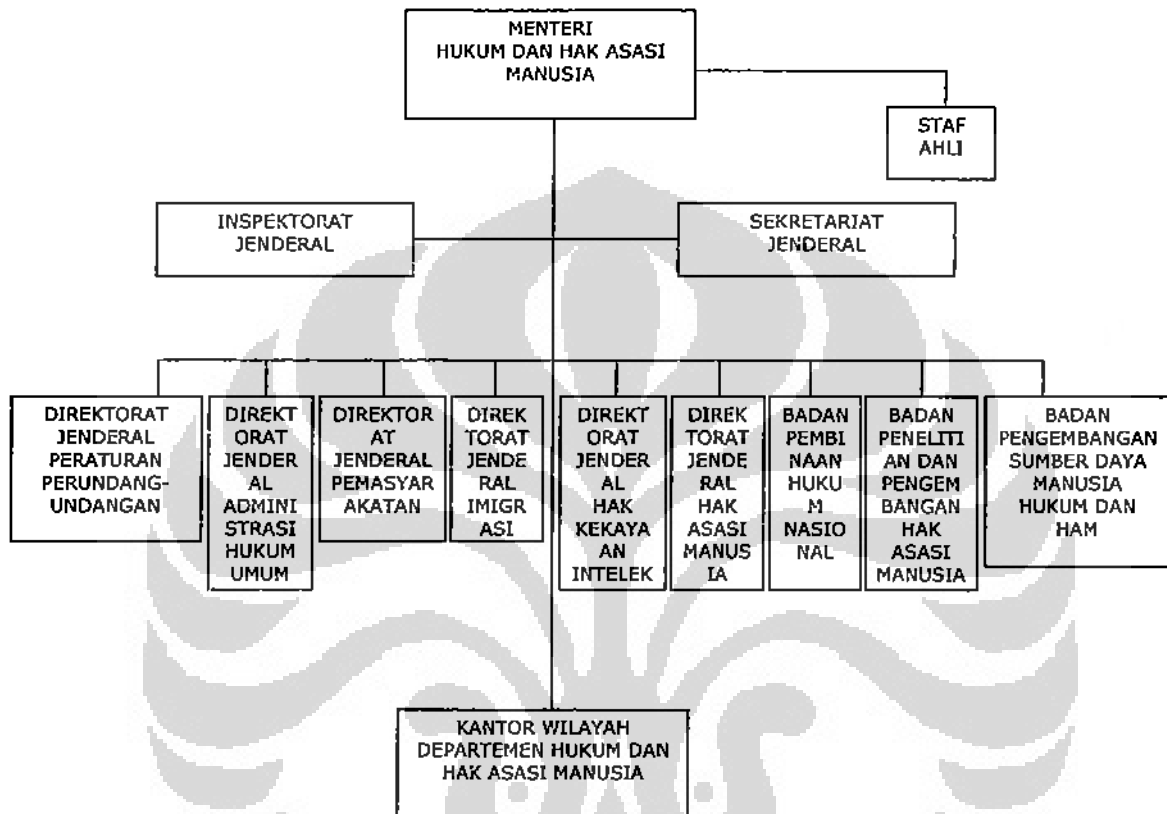 MENTERI
HUKUM DAN HAK ASASI
MANUSIA
STAF
AHLI
INSPEKTORAT
JENDERAL
SEKRETARIAT
JENDERAL
DIREKTORAT
JENDERAL
PERATURAN
PERUNDANG-
UNDANGAN
DIREKT
ORAT
JENDER
AL
ADMINI
STRASI
HUKUM
UMUM
DIREKTOR
AT
JENDERAL
PEMASYAR
AKATAN
DIREK
TORAT
JENDE
RAL
IMIGR
ASI
DIREKT
ORAT
JENDER
AL
HAK
KEKAYA
AN
INTELEK
DIREK
TORAT
JENDE
RAL
HAK
ASASI
MANUS
IA
BADAN
PEMBI
NAAN
HUKU
M
NASIO
NAL
BADAN
PENELITI
AN DAN
PENGEM
BANGAN
HAK
ASASI
MANUSIA
BADAN
PENGEMBANGAN
SUMBER DAYA
MANUSIA
HUKUM DAN
HAM
KANTOR WILAYAH
DEPARTEMEN HUKUM DAN
HAK ASASI MANUSIA